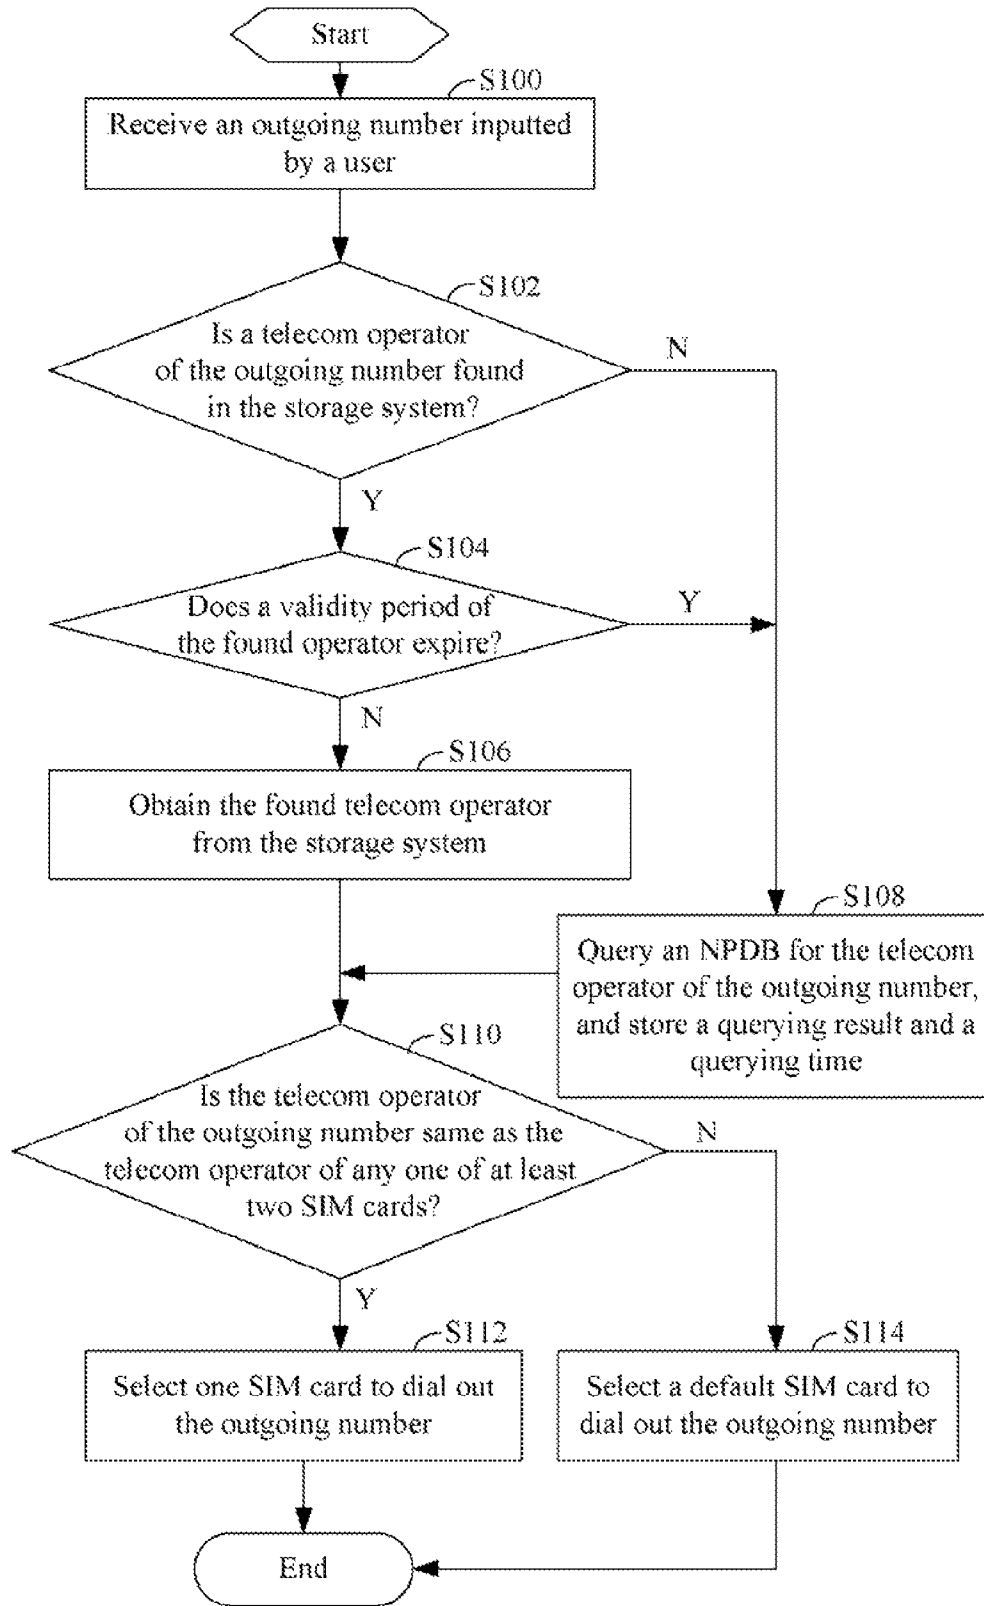 Start
S100
Receive an outgoing number inputted
by a user
S102
Is a telecom operator
of the outgoing number found
in the storage system?
N
Y
S104
Does a validity period of
the found operator expire?
Y
N
S106
Obtain the found telecom operator
from the storage system
S108
Query an NPDB for the telecom
operator of the outgoing number,
and store a querying result and a
querying time
S110
Is the telecom operator
of the outgoing number same as the
telecom operator of any one of at least
two SIM cards?
N
Y
S112
Select one SIM card to dial out
the outgoing number
S114
Select a default SIM card to
dial out the outgoing number
End